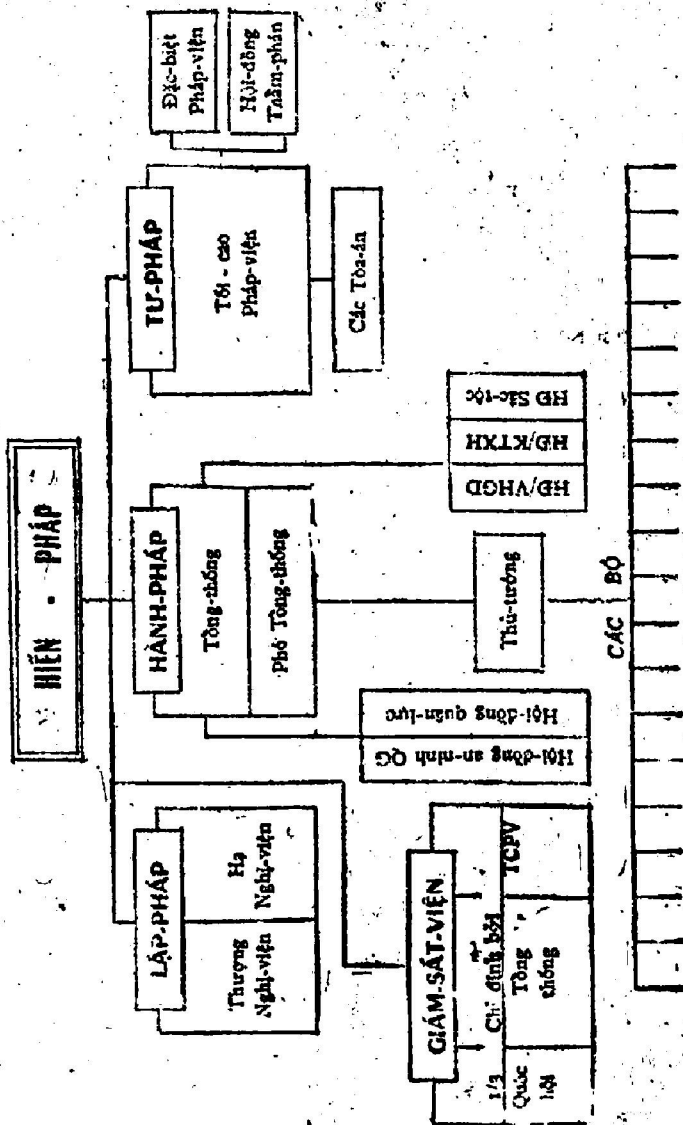 HIẾN - PHÁP
LẬP-PHÁP
Thượng
Nghị-viện
Hạ
Nghị-viện
HÀNH-PHÁP
Tổng-thống
Phó Tổng-thống
TƯ-PHÁP
Tối - cao
Pháp-viện
Đặc-biệt
Pháp-viện
Hội-đồng
Thẩm-phán
Các Tòa-án
Hội-đồng an-ninh QG
Hội-đồng quân-lực
HĐ/VHGD
HĐ/KTXH
HĐ Sắc-tộc
Thủ-tướng
GIÁM-SÁT-VIỆN
1/3 Chỉ định bởi
Quốc
hội
Tổng
thống
TCPV
CÁC BỘ